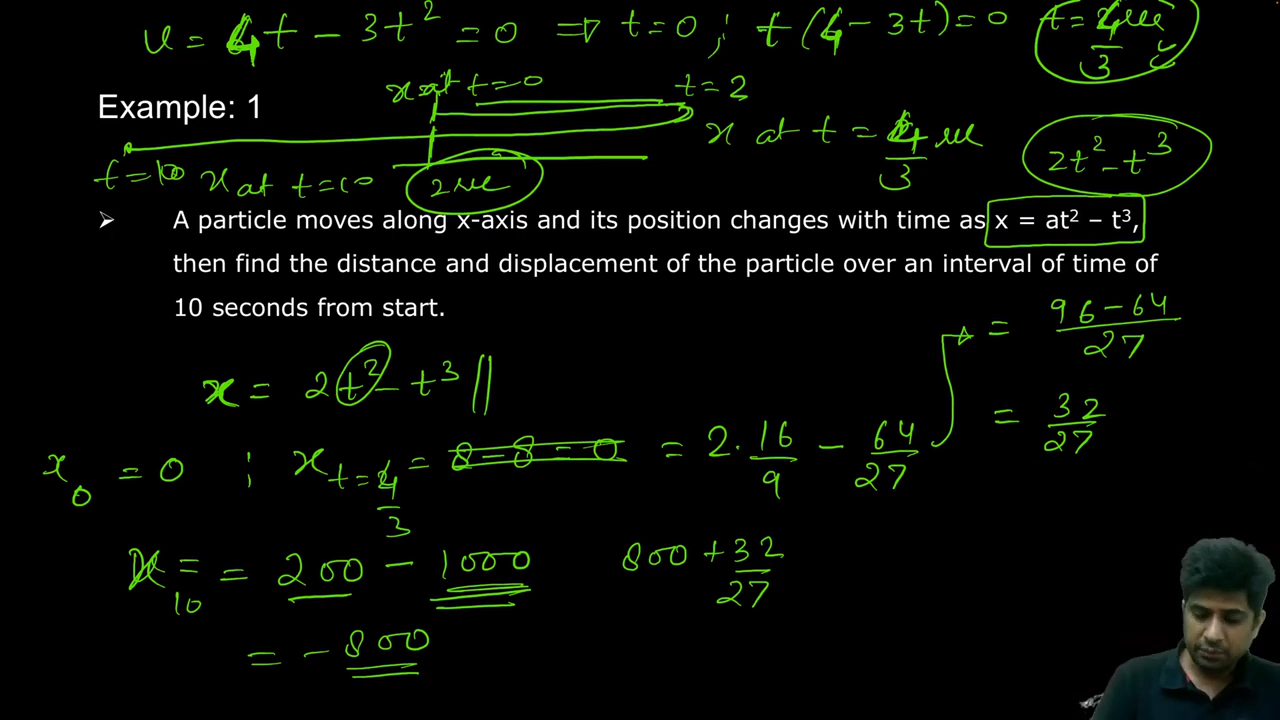 v = 4t - 3t² = 0 ⇒ t=0 ; t(4 - 3t) = 0 t = 4/3 sec
Example: 1
x at t=0 t=2
x at t = 4/3 sec
2t² - t³
t=10 x at t=10 2 sec
➢ A particle moves along x-axis and its position changes with time as x = at² – t³,
then find the distance and displacement of the particle over an interval of time of
10 seconds from start.
x = 2t² - t³ ||
x₀ = 0 ; x t=4/3 = 8 - 8 = 0 = 2 · 16/9 - 64/27
= 96 - 64 / 27
= 32/27
x₁₀ = = 200 - 1000 800 + 32/27
= - 800